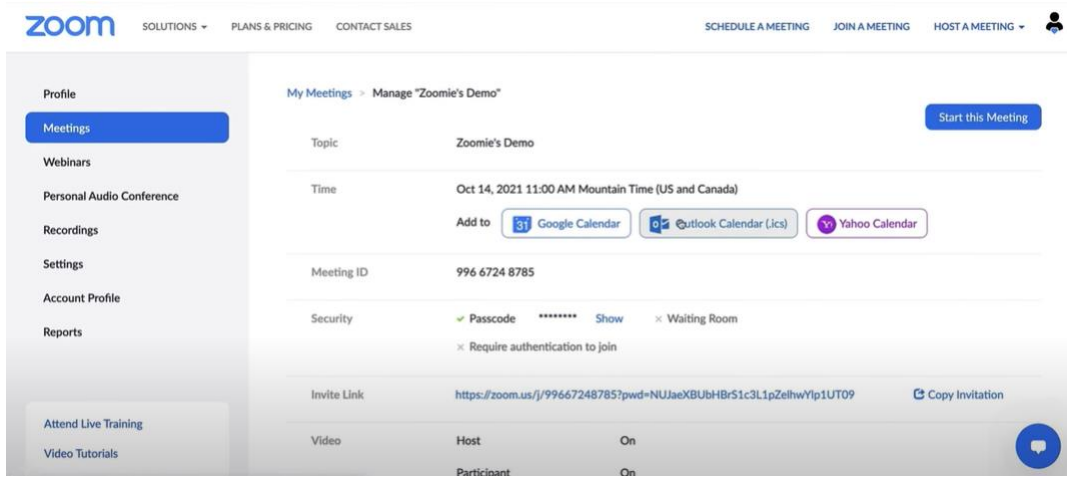 zoom SOLUTIONS PLANS & PRICING CONTACT SALES SCHEDULE A MEETING JOIN A MEETING HOST A MEETING
Profile
Meetings
Webinars
Personal Audio Conference
Recordings
Settings
Account Profile
Reports
Attend Live Training
Video Tutorials
My Meetings > Manage "Zoomie's Demo"
Start this Meeting
Topic Zoomie's Demo
Time Oct 14, 2021 11:00 AM Mountain Time (US and Canada)
Add to 31 Google Calendar Outlook Calendar (.ics) Yahoo Calendar
Meeting ID 996 6724 8785
Security Passcode ******** Show Waiting Room
Require authentication to join
Invite Link https://zoom.us/j/99667248785?pwd=NUJaeXBUbHBrS1c3L1pZelhwYlp1UT09 Copy Invitation
Video Host On
Participant On